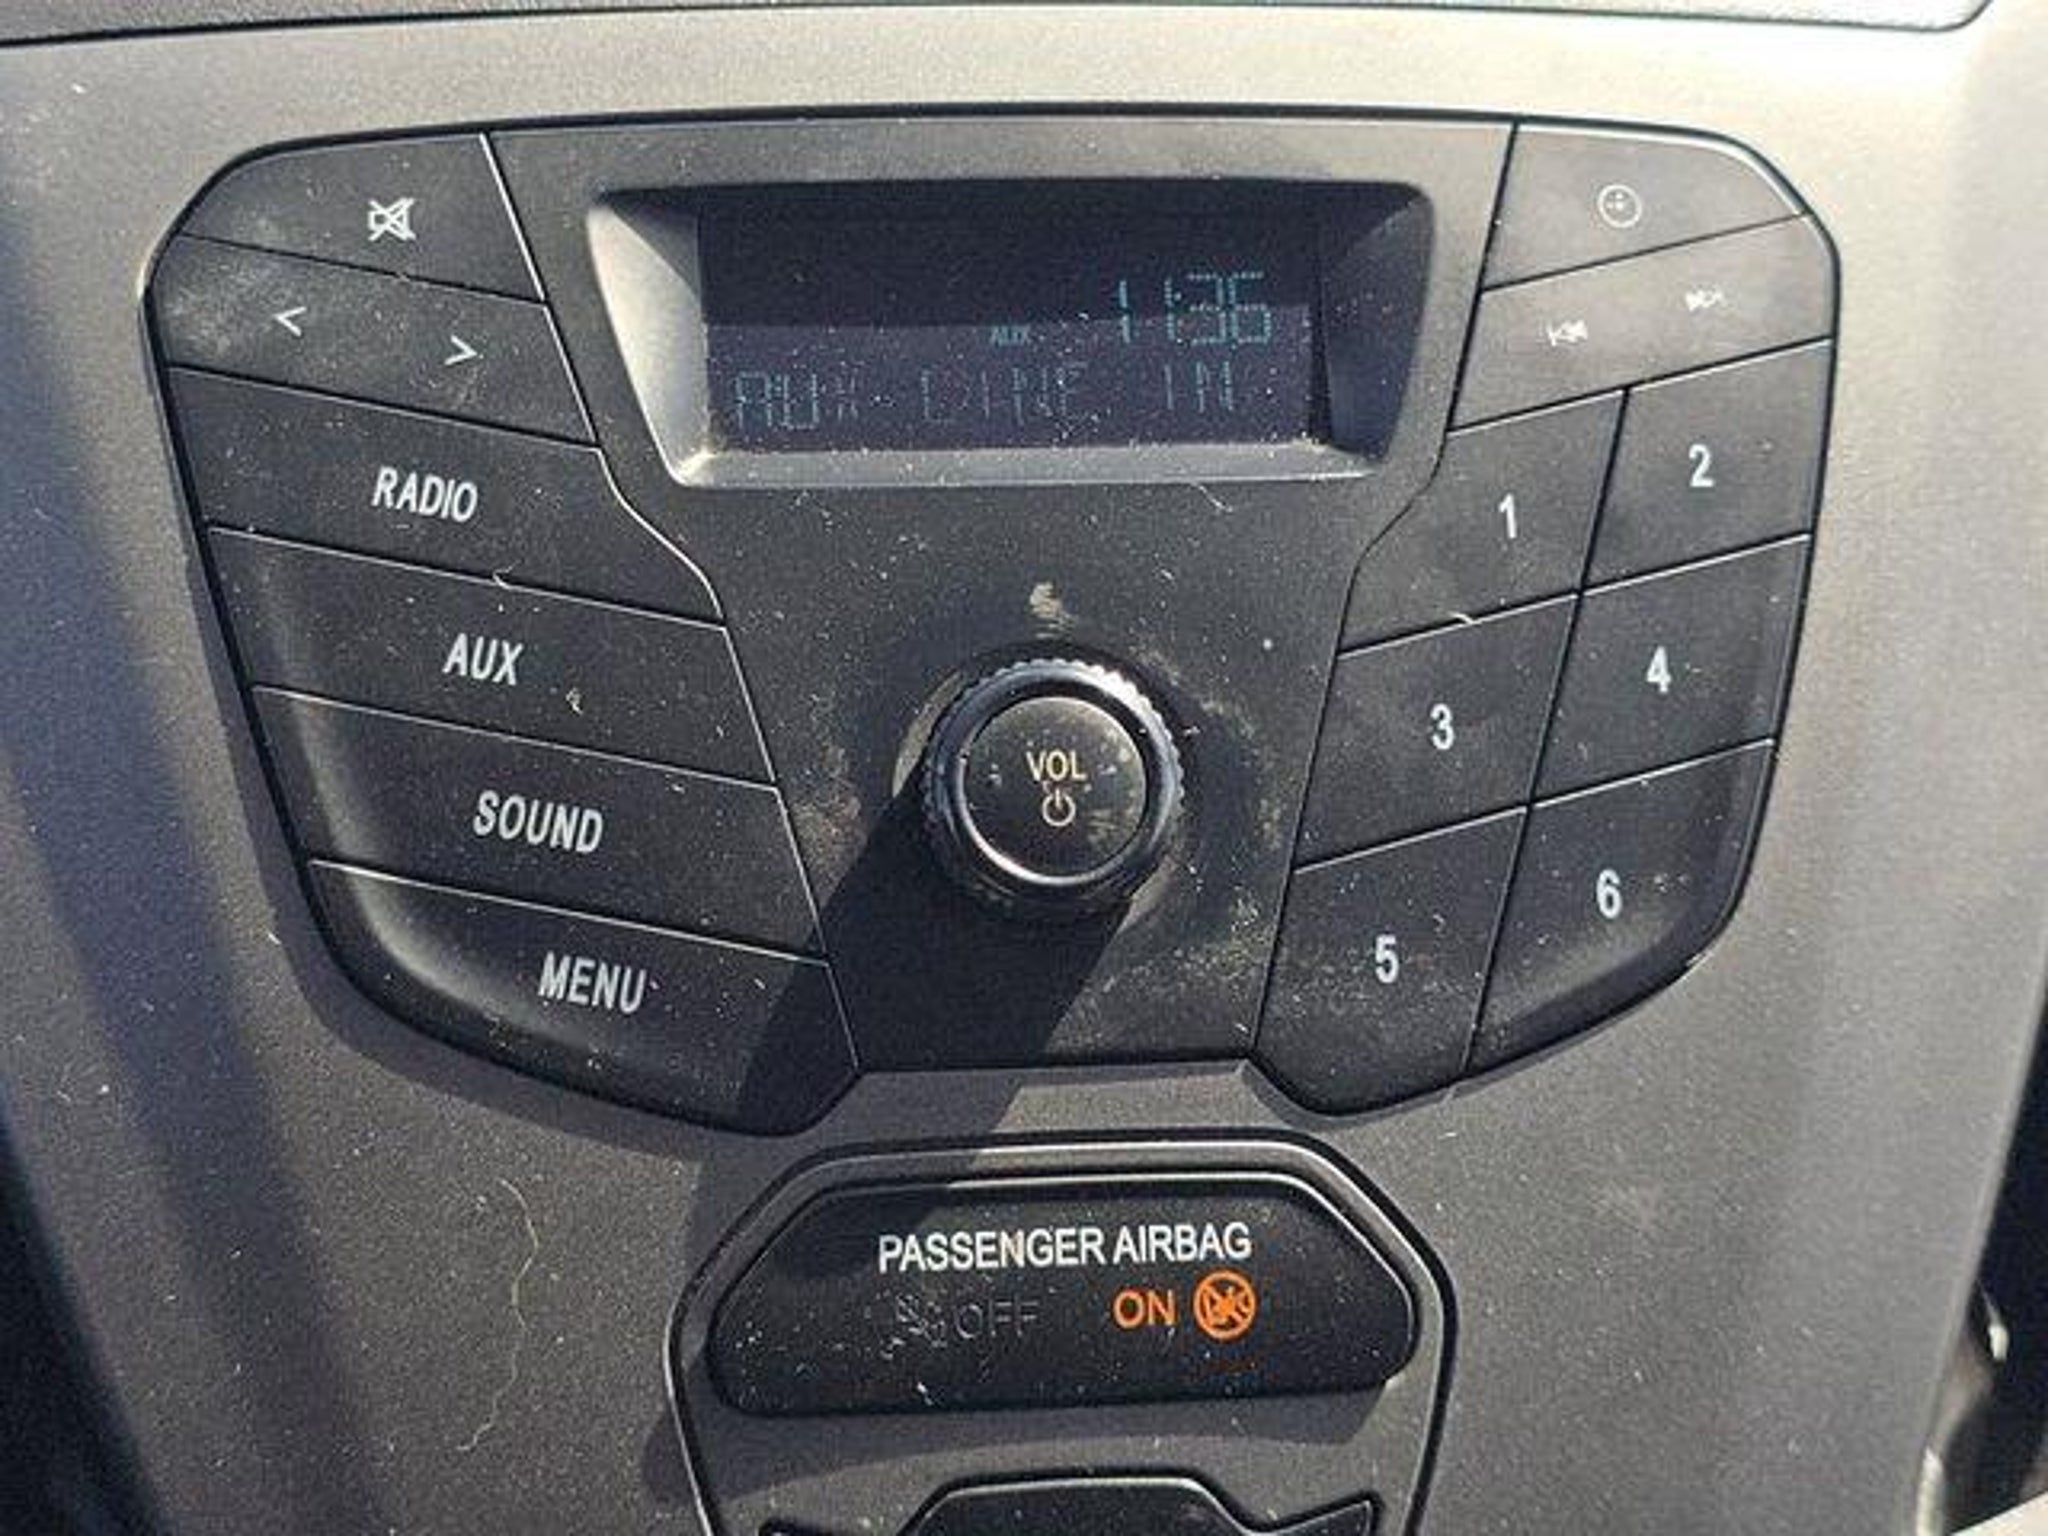 11:36
AUX
AUX - LINE IN
RADIO
AUX
SOUND
MENU
VOL
1
2
3
4
5
6
PASSENGER AIRBAG
OFF ON